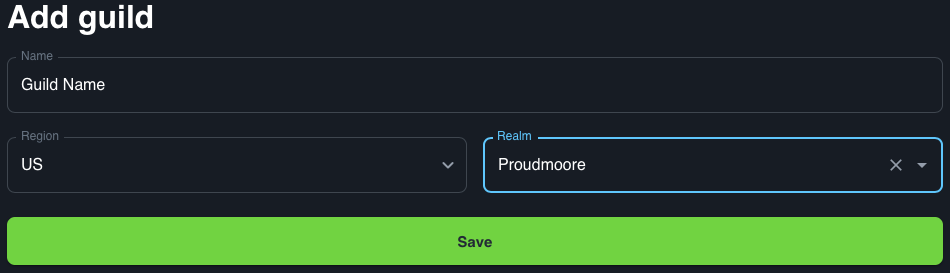 Add guild
Name
Guild Name
Region
US
Realm
Proudmoore
Save